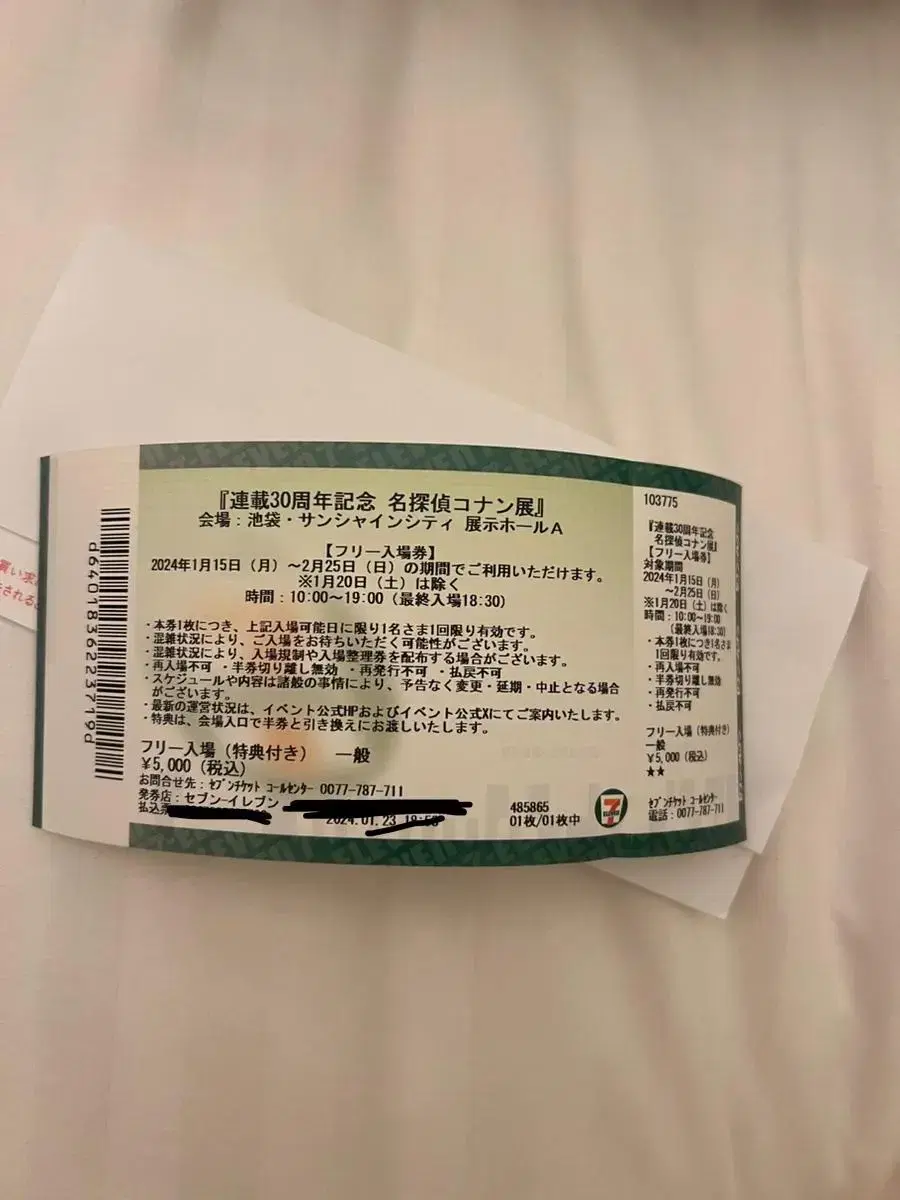 『連載30周年記念 名探偵コナン展』
会場：池袋・サンシャインシティ 展示ホールA
【フリー入場券】
2024年1月15日（月）～2月25日（日）の期間でご利用いただけます。
※1月20日（土）は除く
時間：10:00～19:00（最終入場18:30）
・本券1枚につき、上記入場可能日に限り1名さま1回限り有効です。
・混雑状況により、ご入場をお待ちいただく可能性がございます。
・混雑状況により、入場規制や入場整理券を配布する場合がございます。
・再入場不可 ・半券切り離し無効 ・再発行不可 ・払戻不可
・スケジュールや内容は諸般の事情により、予告なく変更・延期・中止となる場合
がございます。
・最新の運営状況は、イベント公式HPおよびイベント公式Xにてご案内いたします。
・特典は、会場入口で半券と引き換えにお渡しいたします。
フリー入場（特典付き） 一般
￥5,000（税込）
お問合せ先：セブンチケット コールセンター 0077-787-711
発券店：セブン-イレブン
払込票
2024.01.23
485865
01枚/01枚中
d6401836223719d
103775
『連載30周年記念
名探偵コナン展』
【フリー入場券】
対象期間
2024年1月15日（月）
～2月25日（日）
※1月20日（土）は除く
時間：10:00～19:00
（最終入場18:30）
・本券1枚につき1名さま
1回限り有効です。
・再入場不可
・半券切り離し無効
・再発行不可
・払戻不可
フリー入場（特典付き）
一般
￥5,000（税込）
★★
セブンチケット コールセンター
電話：0077-787-711